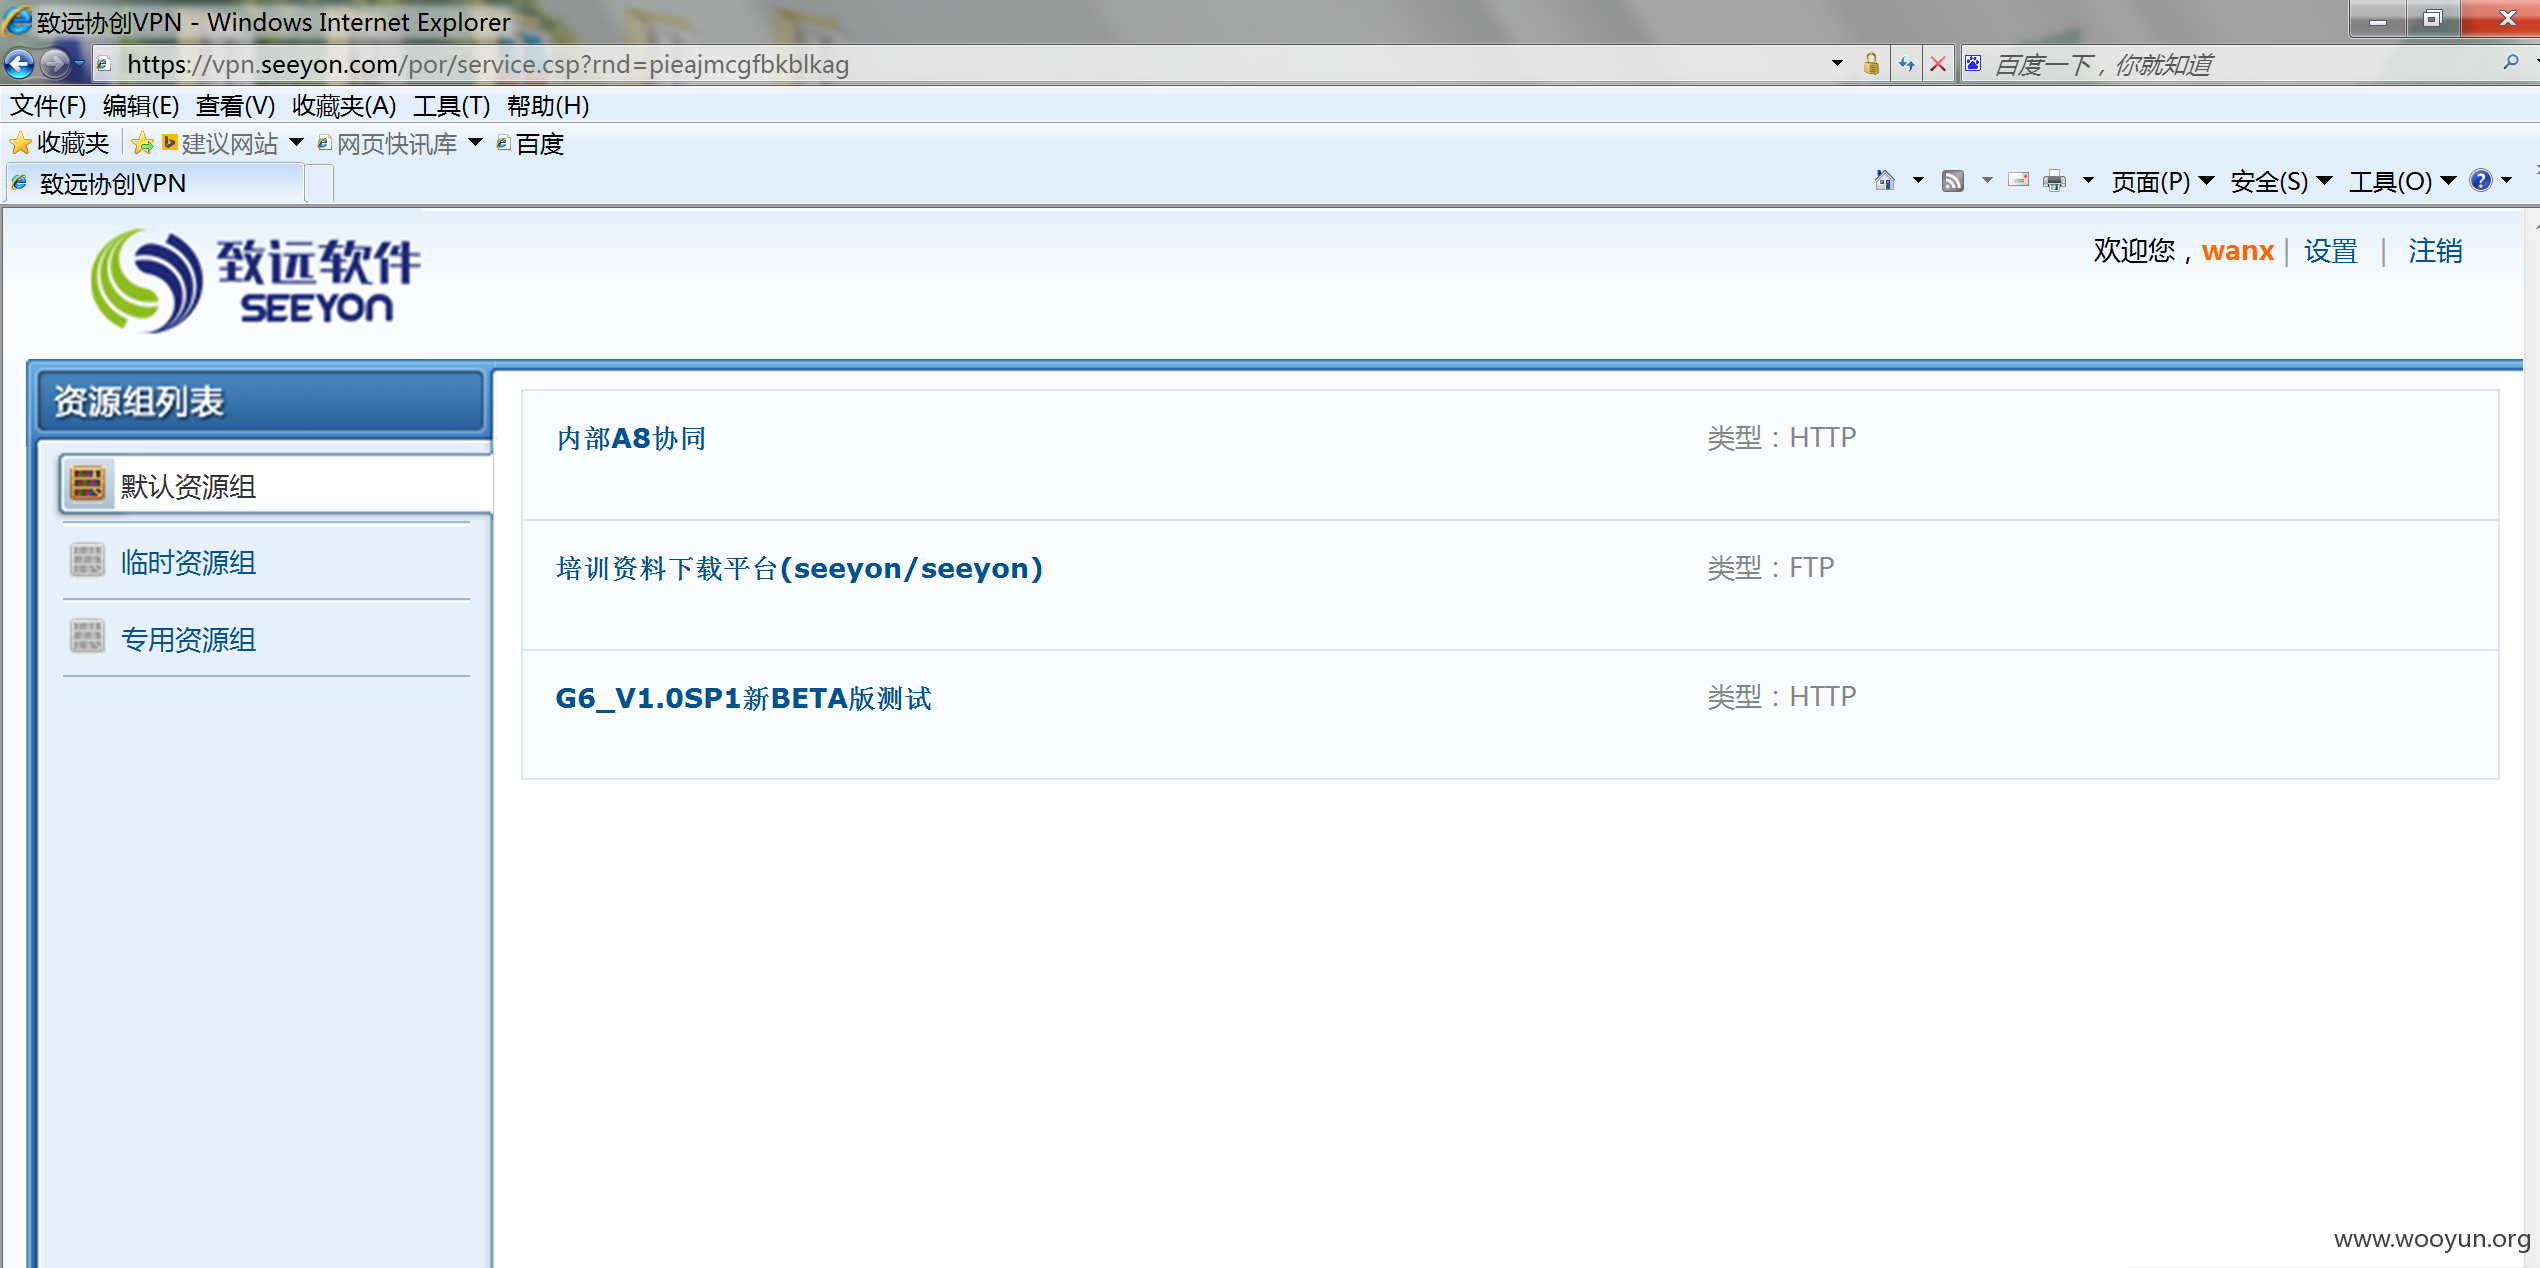 致远协创VPN - Windows Internet Explorer
https://vpn.seeyon.com/por/service.csp?rnd=pieajmcgfbkblkag
百度一下，你就知道
文件(F) 编辑(E) 查看(V) 收藏夹(A) 工具(T) 帮助(H)
收藏夹 建议网站 网页快讯库 百度
致远协创VPN
页面(P) 安全(S) 工具(O)
致远软件
SEEYON
欢迎您，wanx | 设置 | 注销
资源组列表
默认资源组
临时资源组
专用资源组
内部A8协同 类型：HTTP
培训资料下载平台(seeyon/seeyon) 类型：FTP
G6_V1.0SP1新BETA版测试 类型：HTTP
www.wooyun.org